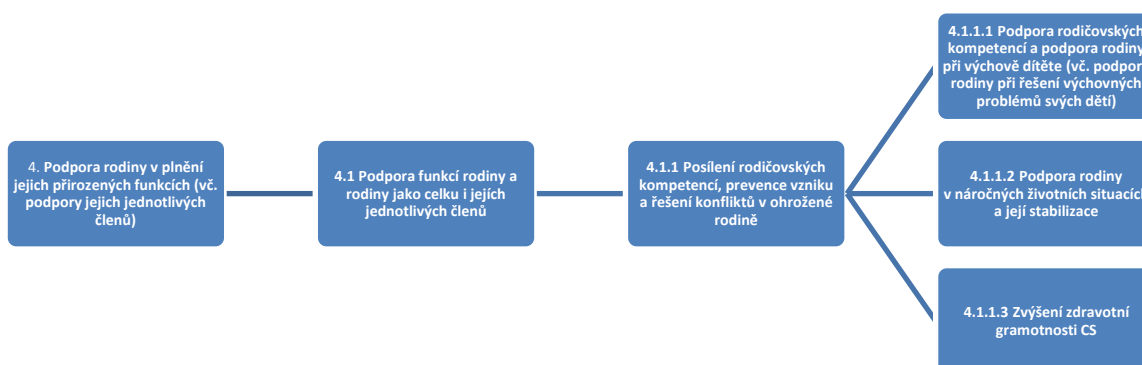 4. Podpora rodiny v plnění
jejich přirozených funkcích (vč.
podpory jejich jednotlivých
členů)
4.1 Podpora funkcí rodiny a
rodiny jako celku i jejích
jednotlivých členů
4.1.1 Posílení rodičovských
kompetencí, prevence vzniku
a řešení konfliktů v ohrožené
rodině
4.1.1.1 Podpora rodičovských
kompetencí a podpora rodiny
při výchově dítěte (vč. podpor
rodiny při řešení výchovných
problémů svých dětí)
4.1.1.2 Podpora rodiny
v náročných životních situacích
a její stabilizace
4.1.1.3 Zvýšení zdravotní
gramotnosti CS